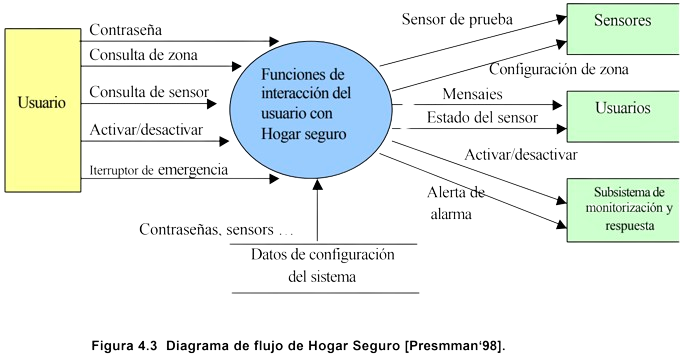 Contraseña
Consulta de zona
Usuario
Consulta de sensor
Activar/desactivar
Iterruptor de emergencia
Funciones de
interacción del
usuario con
Hogar seguro
Sensor de prueba
Sensores
Configuración de zona
Mensaies
Estado del sensor
Usuarios
Activar/desactivar
Alerta de
alarma
Subsistema de
monitorización y
respuesta
Contraseñas, sensors ...
Datos de configuración
del sistema
Figura 4.3 Diagrama de flujo de Hogar Seguro [Presmman‘98].